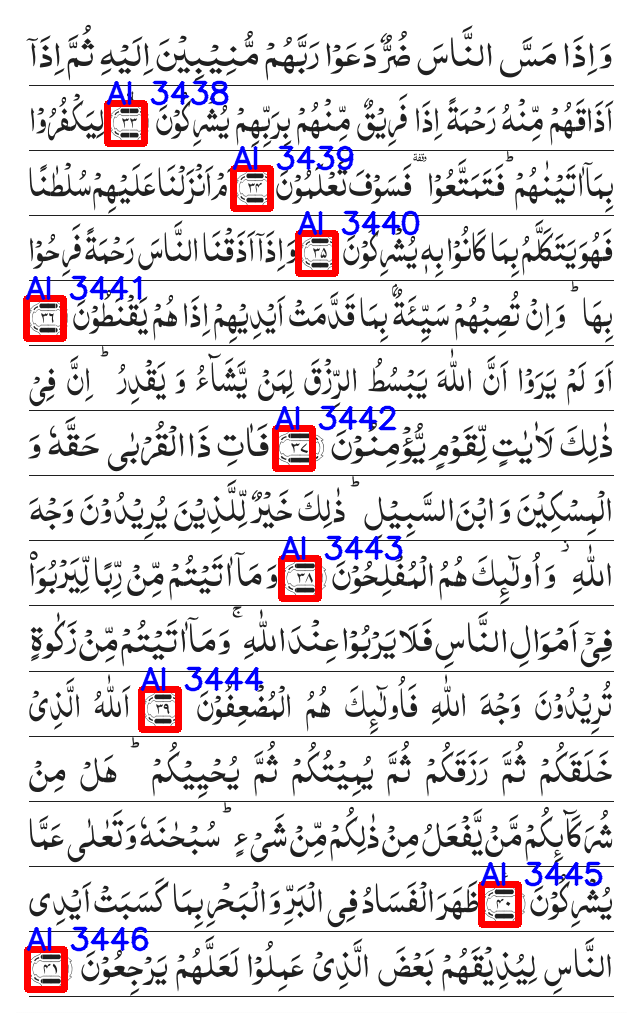 وَاِذَا مَسَّ النَّاسَ ضُرٌّ دَعَوْا رَبَّهُمْ مُّنِيْبِيْنَ اِلَيْهِ ثُمَّ اِذَآ
AI 3438
اَذَاقَهُمْ مِّنْهُ رَحْمَةً اِذَا فَرِيْقٌ مِّنْهُمْ بِرَبِّهِمْ يُشْرِكُوْنَ ۳۳ لِيَكْفُرُوْا
AI 3439
بِمَآ اٰتَيْنٰهُمْ ؕ فَتَمَتَّعُوْا وقفة فَسَوْفَ تَعْلَمُوْنَ ۳۴ اَمْ اَنْزَلْنَا عَلَيْهِمْ سُلْطٰنًا
AI 3440
فَهُوَ يَتَكَلَّمُ بِمَا كَانُوْا بِهٖ يُشْرِكُوْنَ ۳۵ وَاِذَآ اَذَقْنَا النَّاسَ رَحْمَةً فَرِحُوْا
AI 3441
بِهَا ؕ وَاِنْ تُصِبْهُمْ سَيِّئَةٌۢ بِمَا قَدَّمَتْ اَيْدِيْهِمْ اِذَا هُمْ يَقْنَطُوْنَ ۳۶
اَوَ لَمْ يَرَوْا اَنَّ اللّٰهَ يَبْسُطُ الرِّزْقَ لِمَنْ يَّشَآءُ وَ يَقْدِرُ ؕ اِنَّ فِيْ
AI 3442
ذٰلِكَ لَاٰيٰتٍ لِّقَوْمٍ يُّؤْمِنُوْنَ ۳۷ فَاٰتِ ذَا الْقُرْبٰى حَقَّهٗ وَ
الْمِسْكِيْنَ وَ ابْنَ السَّبِيْلِ ؕ ذٰلِكَ خَيْرٌ لِّلَّذِيْنَ يُرِيْدُوْنَ وَجْهَ
AI 3443
اللّٰهِ ۫ وَ اُولٰٓئِكَ هُمُ الْمُفْلِحُوْنَ ۳۸ وَ مَآ اٰتَيْتُمْ مِّنْ رِّبًا لِّيَرْبُوَا۠
فِيْٓ اَمْوَالِ النَّاسِ فَلَا يَرْبُوْا عِنْدَ اللّٰهِ ۚ وَ مَآ اٰتَيْتُمْ مِّنْ زَكٰوةٍ
AI 3444
تُرِيْدُوْنَ وَجْهَ اللّٰهِ فَاُولٰٓئِكَ هُمُ الْمُضْعِفُوْنَ ۳۹ اَللّٰهُ الَّذِيْ
خَلَقَكُمْ ثُمَّ رَزَقَكُمْ ثُمَّ يُمِيْتُكُمْ ثُمَّ يُحْيِيْكُمْ ؕ هَلْ مِنْ
شُرَكَآئِكُمْ مَّنْ يَّفْعَلُ مِنْ ذٰلِكُمْ مِّنْ شَيْءٍ ؕ سُبْحٰنَهٗ وَ تَعٰلٰى عَمَّا
AI 3445
يُشْرِكُوْنَ ۴۰ ظَهَرَ الْفَسَادُ فِى الْبَرِّ وَ الْبَحْرِ بِمَا كَسَبَتْ اَيْدِى
AI 3446
النَّاسِ لِيُذِيْقَهُمْ بَعْضَ الَّذِيْ عَمِلُوْا لَعَلَّهُمْ يَرْجِعُوْنَ ۴۱